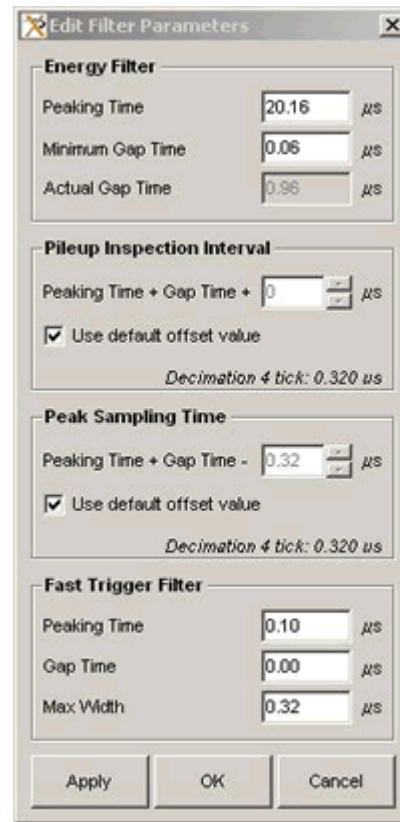 Edit Filter Parameters
Energy Filter
Peaking Time 20.16 μs
Minimum Gap Time 0.06 μs
Actual Gap Time 0.96 μs
Pileup Inspection Interval
Peaking Time + Gap Time + 0 μs
Use default offset value
Decimation 4 tick: 0.320 us
Peak Sampling Time
Peaking Time + Gap Time - 0.32 μs
Use default offset value
Decimation 4 tick: 0.320 us
Fast Trigger Filter
Peaking Time 0.10 μs
Gap Time 0.00 μs
Max Width 0.32 μs
Apply OK Cancel